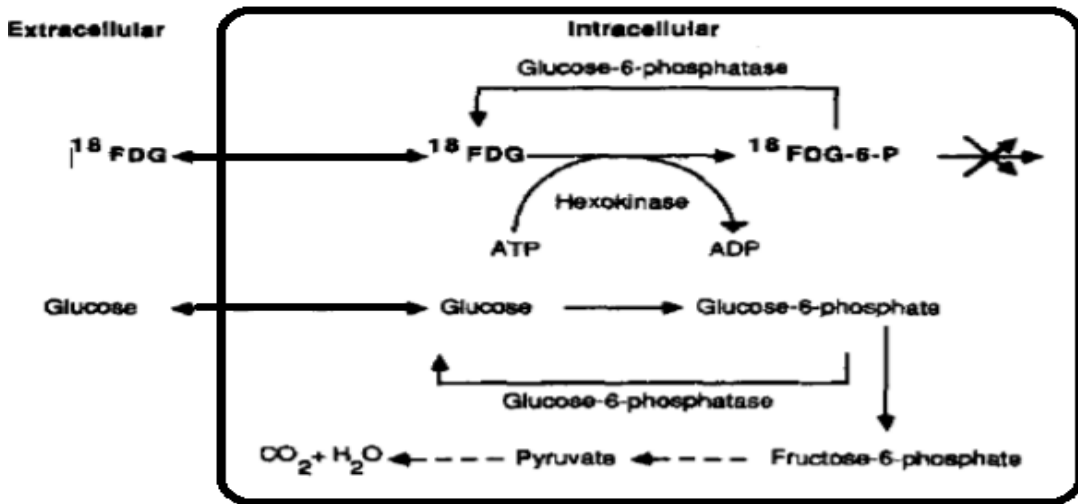 Extracellular Intracellular
Glucose-6-phosphatase
18 FDG 18 FDG 18 FDG-6-P
Hexokinase
ATP ADP
Glucose Glucose Glucose-6-phosphate
Glucose-6-phosphatase
CO2 + H2O Pyruvate Fructose-6-phosphate